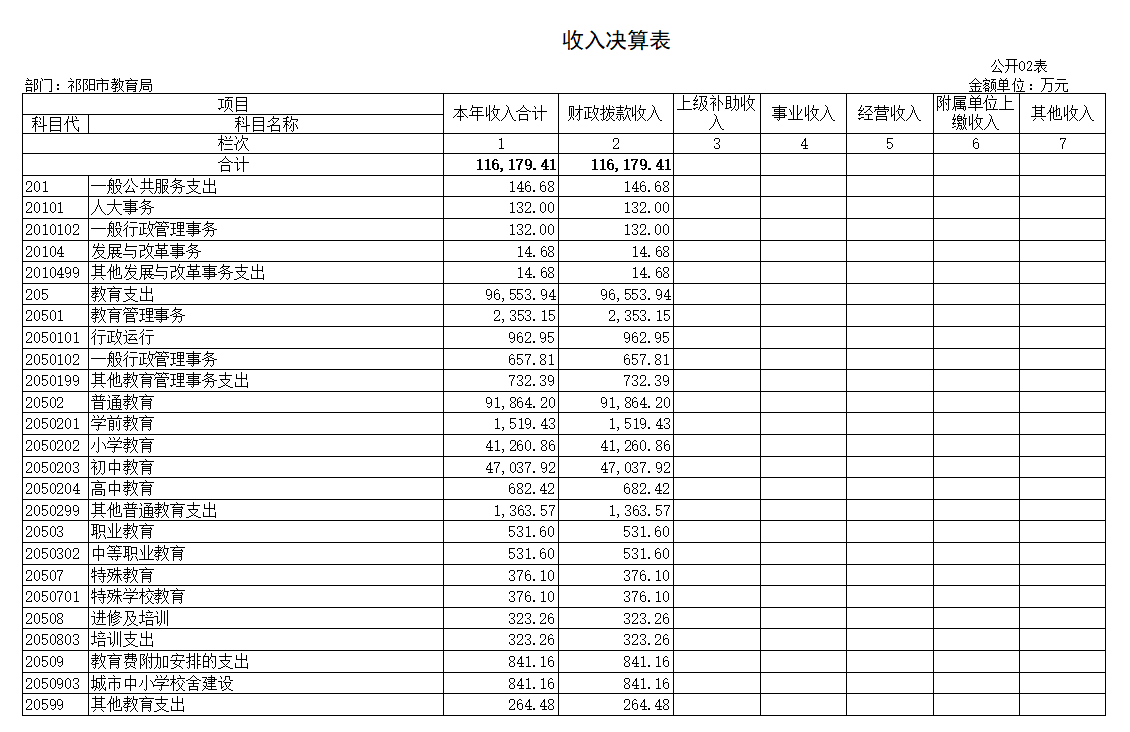 收入决算表
公开02表
部门：祁阳市教育局 金额单位：万元
项目 本年收入合计 财政拨款收入 上级补助收入 事业收入 经营收入 附属单位上缴收入 其他收入
科目代 科目名称
栏次 1 2 3 4 5 6 7
合计 116,179.41 116,179.41
201 一般公共服务支出 146.68 146.68
20101 人大事务 132.00 132.00
2010102 一般行政管理事务 132.00 132.00
20104 发展与改革事务 14.68 14.68
2010499 其他发展与改革事务支出 14.68 14.68
205 教育支出 96,553.94 96,553.94
20501 教育管理事务 2,353.15 2,353.15
2050101 行政运行 962.95 962.95
2050102 一般行政管理事务 657.81 657.81
2050199 其他教育管理事务支出 732.39 732.39
20502 普通教育 91,864.20 91,864.20
2050201 学前教育 1,519.43 1,519.43
2050202 小学教育 41,260.86 41,260.86
2050203 初中教育 47,037.92 47,037.92
2050204 高中教育 682.42 682.42
2050299 其他普通教育支出 1,363.57 1,363.57
20503 职业教育 531.60 531.60
2050302 中等职业教育 531.60 531.60
20507 特殊教育 376.10 376.10
2050701 特殊学校教育 376.10 376.10
20508 进修及培训 323.26 323.26
2050803 培训支出 323.26 323.26
20509 教育费附加安排的支出 841.16 841.16
2050903 城市中小学校舍建设 841.16 841.16
20599 其他教育支出 264.48 264.48